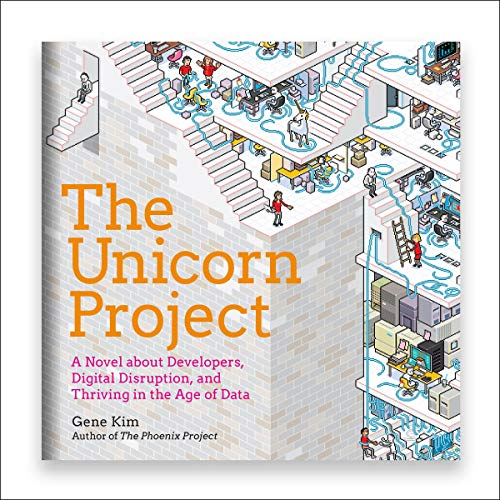 The
Unicorn
Project
A Novel about Developers,
Digital Disruption, and
Thriving in the Age of Data
Gene Kim
Author of The Phoenix Project